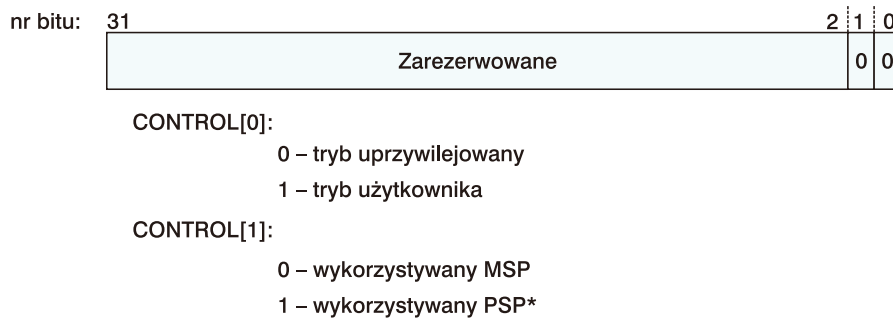 nr bitu: 31 2 1 0
Zarezerwowane 0 0
CONTROL[0]:
0 – tryb uprzywilejowany
1 – tryb użytkownika
CONTROL[1]:
0 – wykorzystywany MSP
1 – wykorzystywany PSP*